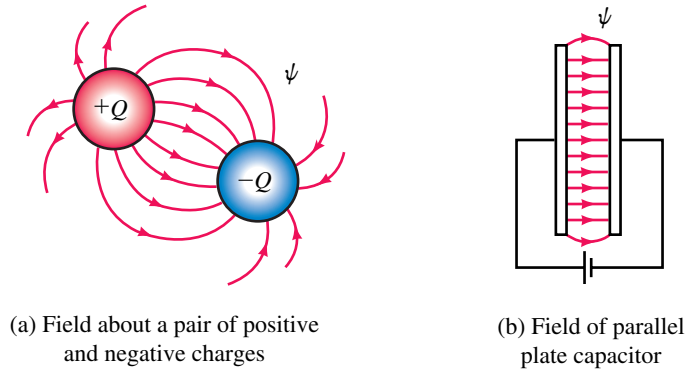 ψ
+Q
ψ
−Q
(a) Field about a pair of positive
and negative charges
(b) Field of parallel
plate capacitor